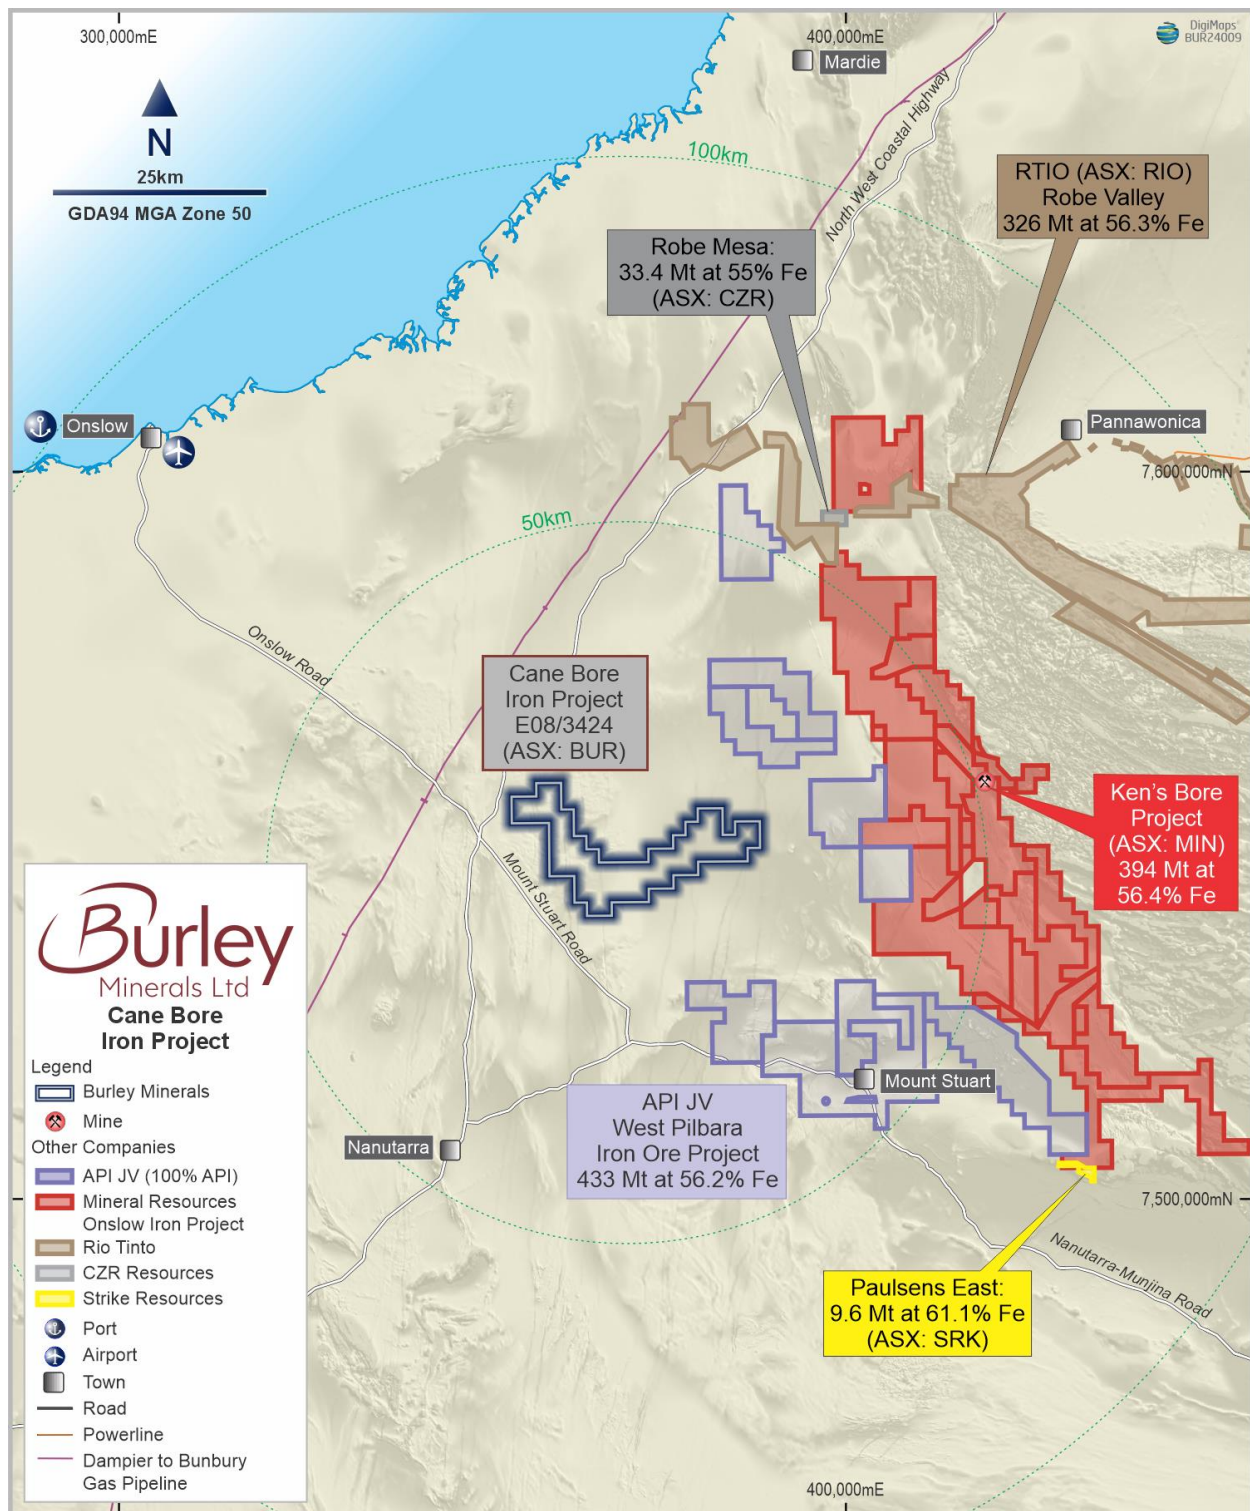 300,000mE
400,000mE
DigiMaps
BUR24009
Mardie
N
25km
GDA94 MGA Zone 50
100km
North West Coastal Highway
RTIO (ASX: RIO)
Robe Valley
326 Mt at 56.3% Fe
Robe Mesa:
33.4 Mt at 55% Fe
(ASX: CZR)
Onslow
Pannawonica
7,600,000mN
50km
Onslow Road
Cane Bore
Iron Project
E08/3424
(ASX: BUR)
Ken's Bore
Project
(ASX: MIN)
394 Mt at
56.4% Fe
Mount Stuart Road
Burley
Minerals Ltd
Cane Bore
Iron Project
Legend
Burley Minerals
Mine
Other Companies
API JV (100% API)
Mineral Resources
Onslow Iron Project
Rio Tinto
CZR Resources
Strike Resources
Port
Airport
Town
Road
Powerline
Dampier to Bunbury
Gas Pipeline
Mount Stuart
API JV
West Pilbara
Iron Ore Project
433 Mt at 56.2% Fe
Nanutarra
7,500,000mN
Nanutarra-Munjina Road
Paulsens East:
9.6 Mt at 61.1% Fe
(ASX: SRK)
400,000mE